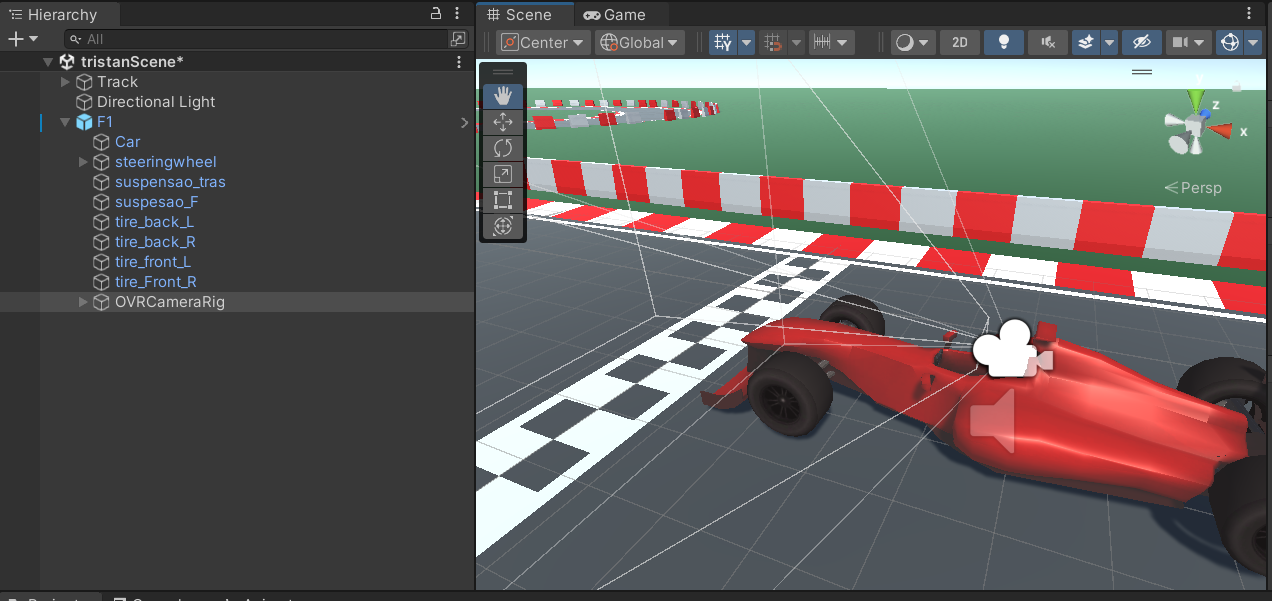 Hierarchy
All
tristanScene*
Track
Directional Light
F1
Car
steeringwheel
suspensao_tras
suspesao_F
tire_back_L
tire_back_R
tire_front_L
tire_Front_R
OVRCameraRig
Scene
Game
Center
Global
2D
z
x
Persp